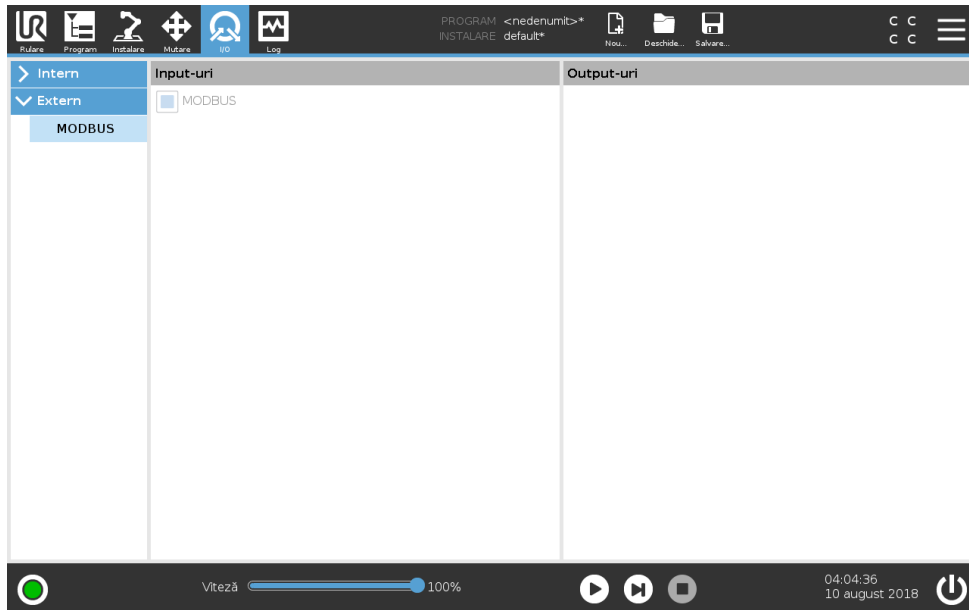 PROGRAM <nedenumit>*
INSTALARE default*
C C
C C
Rulare Program Instalare Mutare I/O Log
Nou... Deschide... Salvare...
Intern
Extern
MODBUS
Input-uri
MODBUS
Output-uri
Viteză 100%
04:04:36
10 august 2018